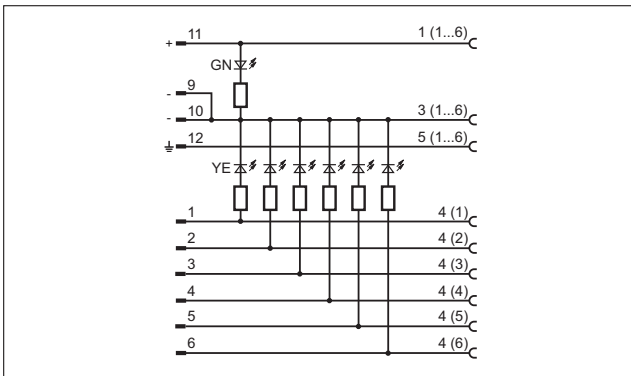 + 11 1 (1...6)
GN
- 9
- 10 3 (1...6)
12 5 (1...6)
YE
1 4 (1)
2 4 (2)
3 4 (3)
4 4 (4)
5 4 (5)
6 4 (6)